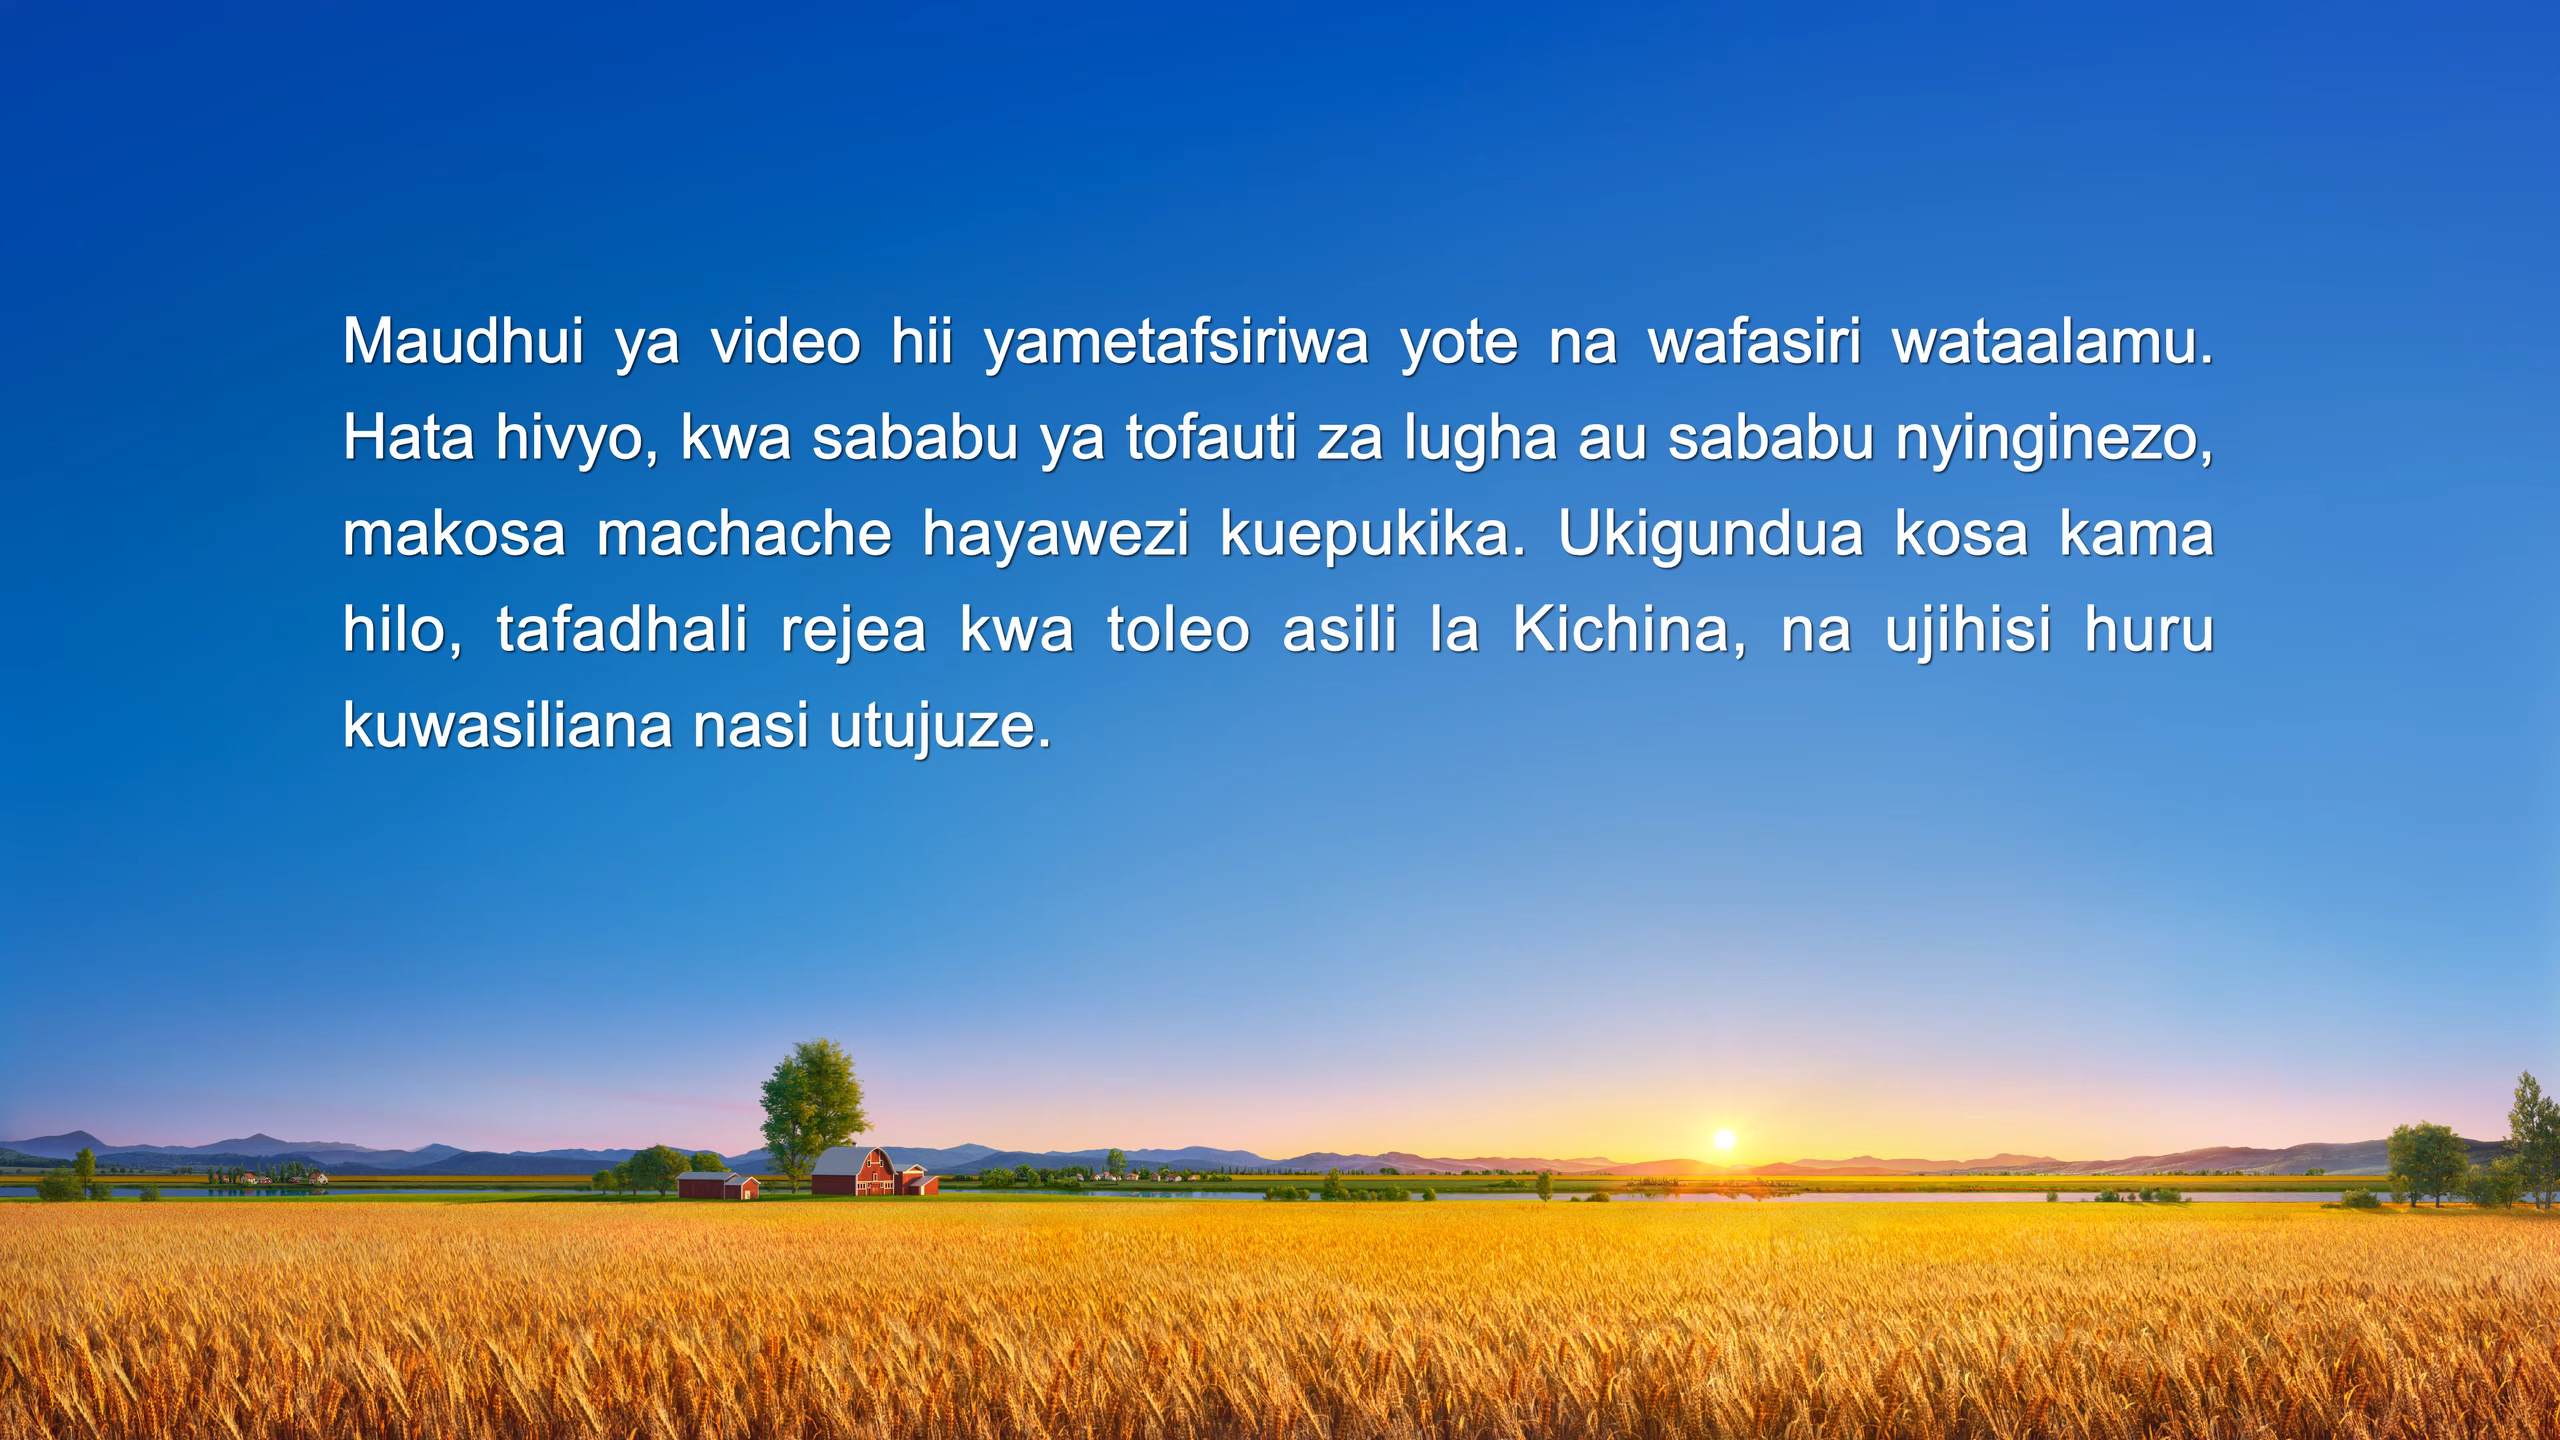 Maudhui ya video hii yametafsiriwa yote na wafasiri wataalamu.
Hata hivyo, kwa sababu ya tofauti za lugha au sababu nyinginezo,
makosa machache hayawezi kuepukika. Ukigundua kosa kama
hilo, tafadhali rejea kwa toleo asili la Kichina, na ujihisi huru
kuwasiliana nasi utujuze.